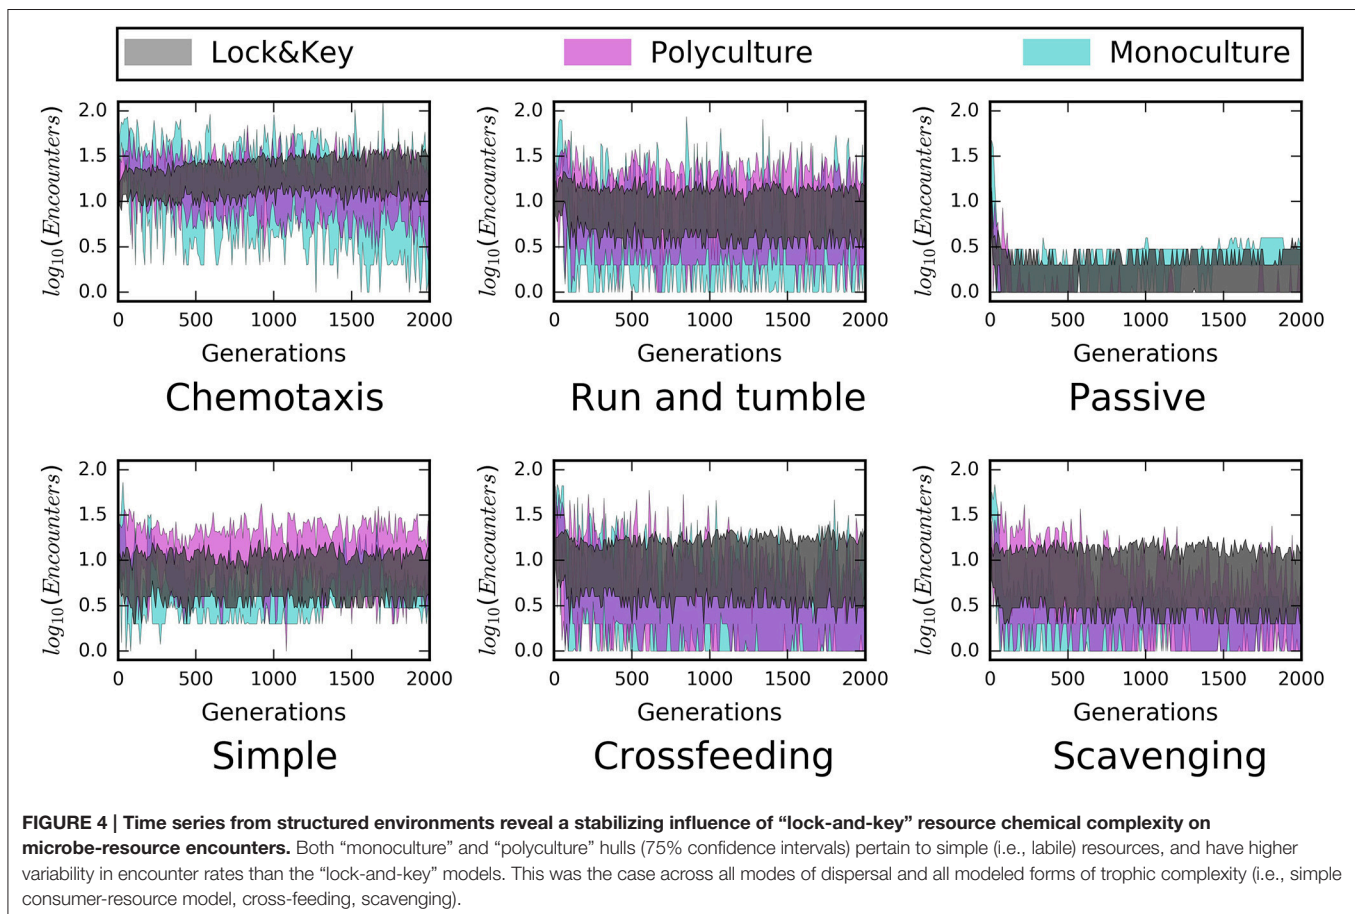 Lock&Key Polyculture Monoculture
2.0 2.0 2.0
1.5 1.5 1.5
1.0 1.0 1.0
0.5 0.5 0.5
0.0 0.0 0.0
log10(Encounters) log10(Encounters) log10(Encounters)
0 500 1000 1500 2000 0 500 1000 1500 2000 0 500 1000 1500 2000
Generations Generations Generations
Chemotaxis Run and tumble Passive
2.0 2.0 2.0
1.5 1.5 1.5
1.0 1.0 1.0
0.5 0.5 0.5
0.0 0.0 0.0
log10(Encounters) log10(Encounters) log10(Encounters)
0 500 1000 1500 2000 0 500 1000 1500 2000 0 500 1000 1500 2000
Generations Generations Generations
Simple Crossfeeding Scavenging
FIGURE 4 | Time series from structured environments reveal a stabilizing influence of “lock-and-key” resource chemical complexity on
microbe-resource encounters. Both “monoculture” and “polyculture” hulls (75% confidence intervals) pertain to simple (i.e., labile) resources, and have higher
variability in encounter rates than the “lock-and-key” models. This was the case across all modes of dispersal and all modeled forms of trophic complexity (i.e., simple
consumer-resource model, cross-feeding, scavenging).